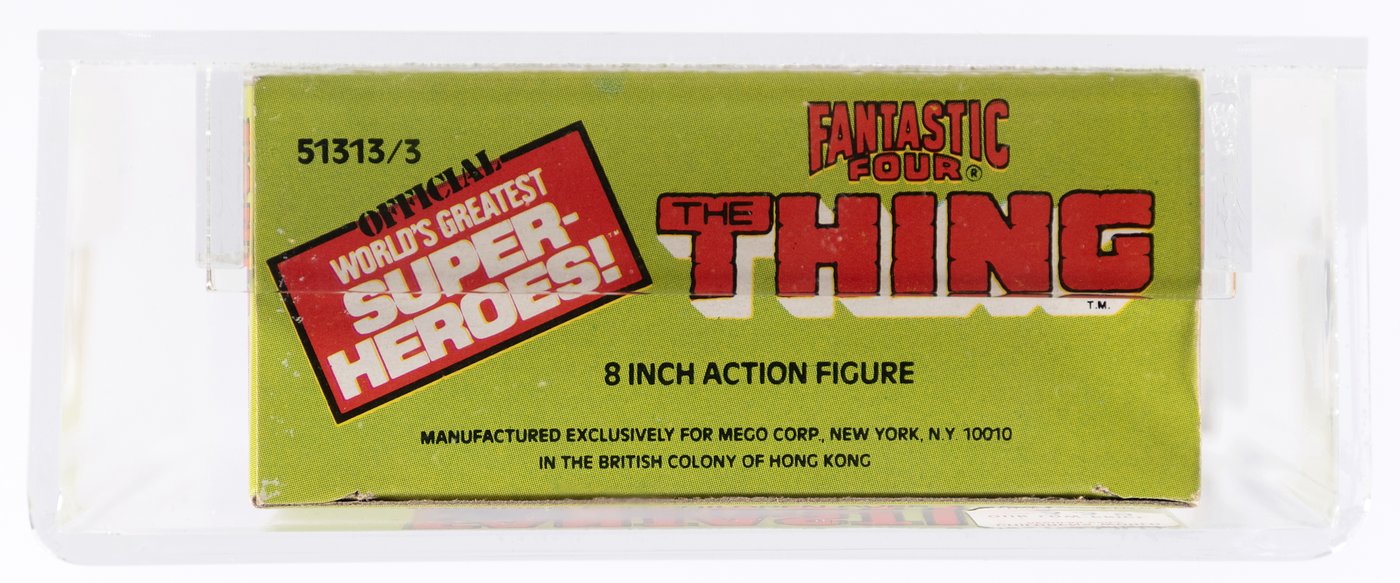 51313/3
OFFICIAL
WORLD'S GREATEST
SUPER-
HEROES!™
FANTASTIC
FOUR®
THE THING
T.M.
8 INCH ACTION FIGURE
MANUFACTURED EXCLUSIVELY FOR MEGO CORP., NEW YORK, N.Y. 10010
IN THE BRITISH COLONY OF HONG KONG